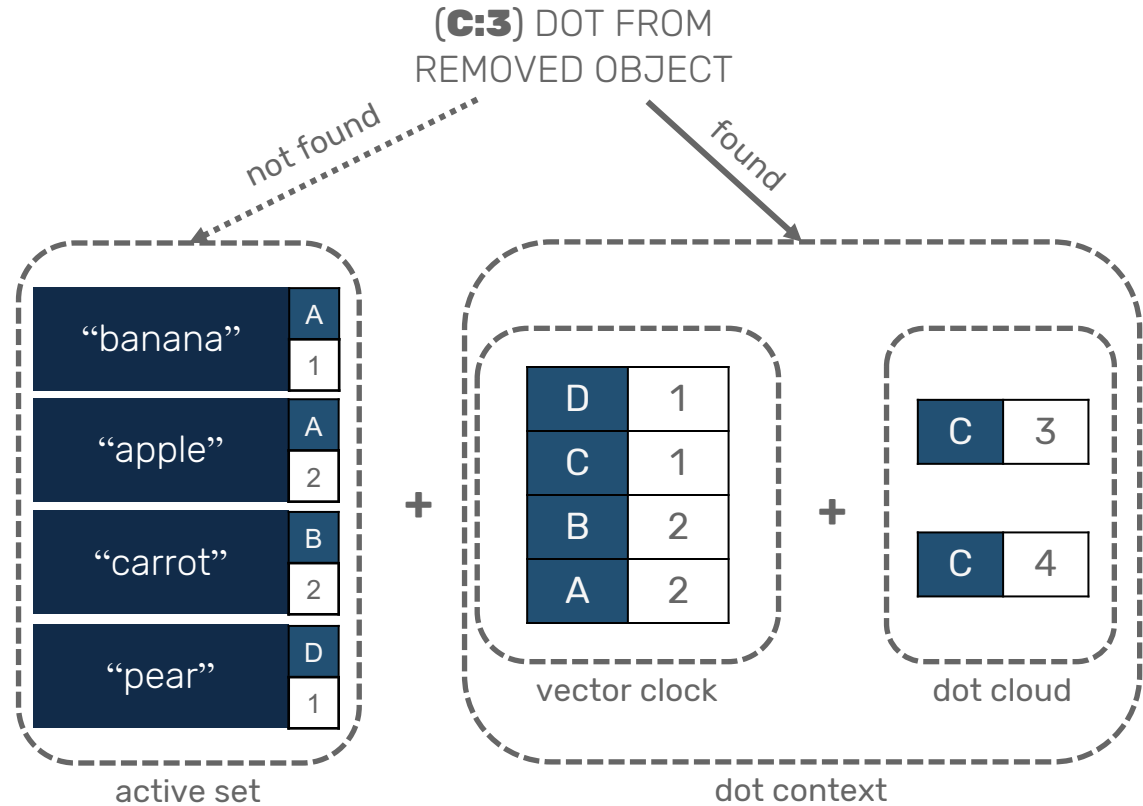 (C:3) DOT FROM
REMOVED OBJECT
not found
found
“banana”
A
1
“apple”
A
2
“carrot”
B
2
“pear”
D
1
active set
+
D 1
C 1
B 2
A 2
vector clock
+
C 3
C 4
dot cloud
dot context